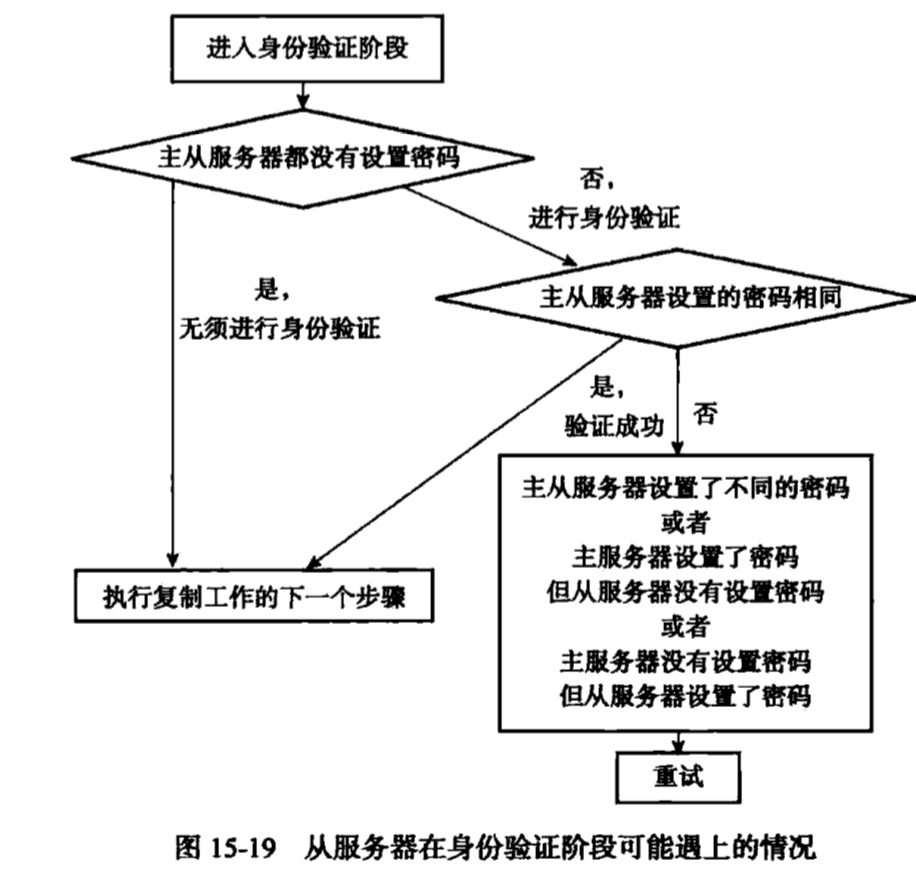 进入身份验证阶段
主从服务器都没有设置密码
否，
进行身份验证
主从服务器设置的密码相同
是，
无须进行身份验证
是，
验证成功
否
主从服务器设置了不同的密码
或者
主服务器设置了密码
但从服务器没有设置密码
或者
主服务器没有设置密码
但从服务器设置了密码
执行复制工作的下一个步骤
重试
图 15-19 从服务器在身份验证阶段可能遇上的情况